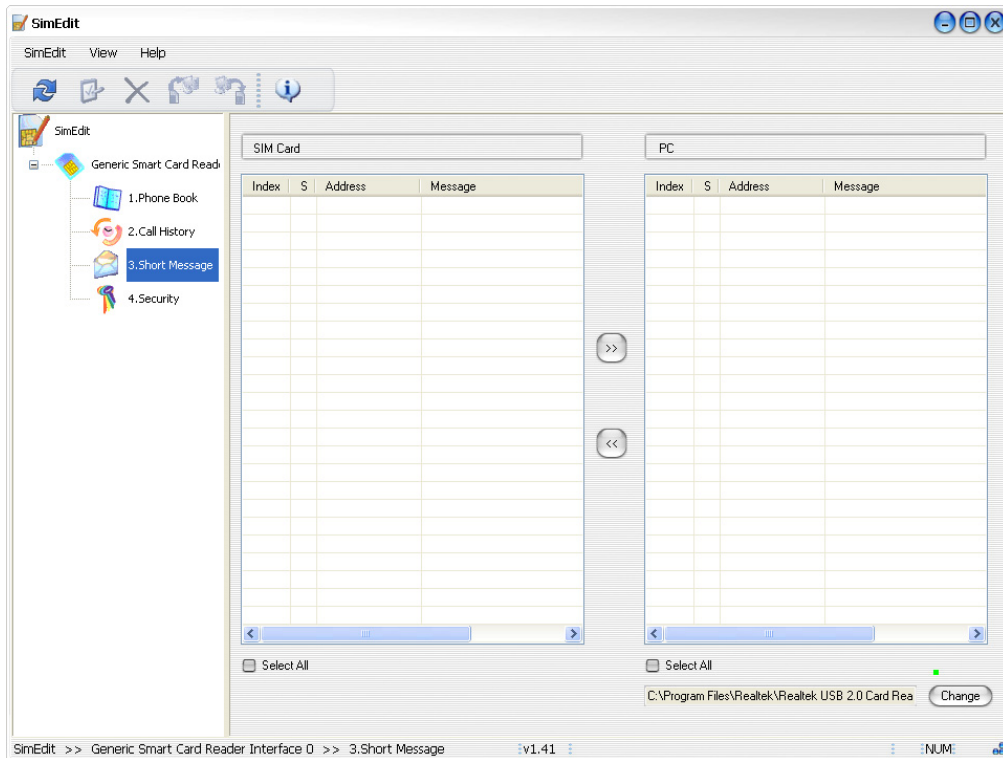 SimEdit
SimEdit View Help
SimEdit
Generic Smart Card Read
1.Phone Book
2.Call History
3.Short Message
4.Security
SIM Card
Index S Address Message
>>
<<
Select All
PC
Index S Address Message
Select All
C:\Program Files\Realtek\Realtek USB 2.0 Card Rea
Change
SimEdit >> Generic Smart Card Reader Interface 0 >> 3.Short Message v1.41 NUM